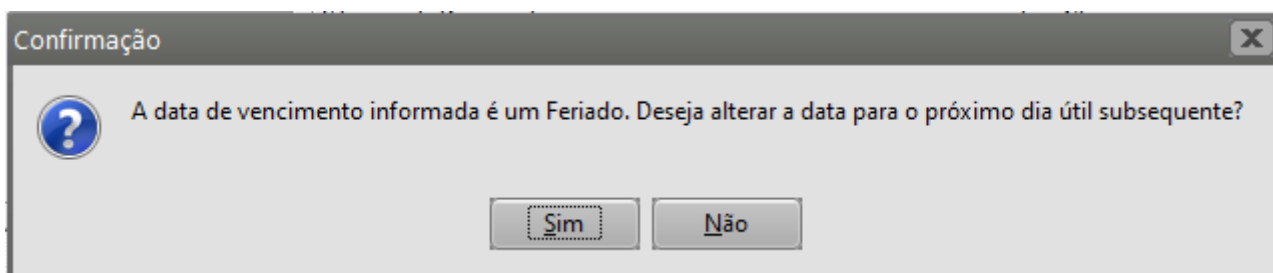 Confirmação
A data de vencimento informada é um Feriado. Deseja alterar a data para o próximo dia útil subsequente?
Sim
Não